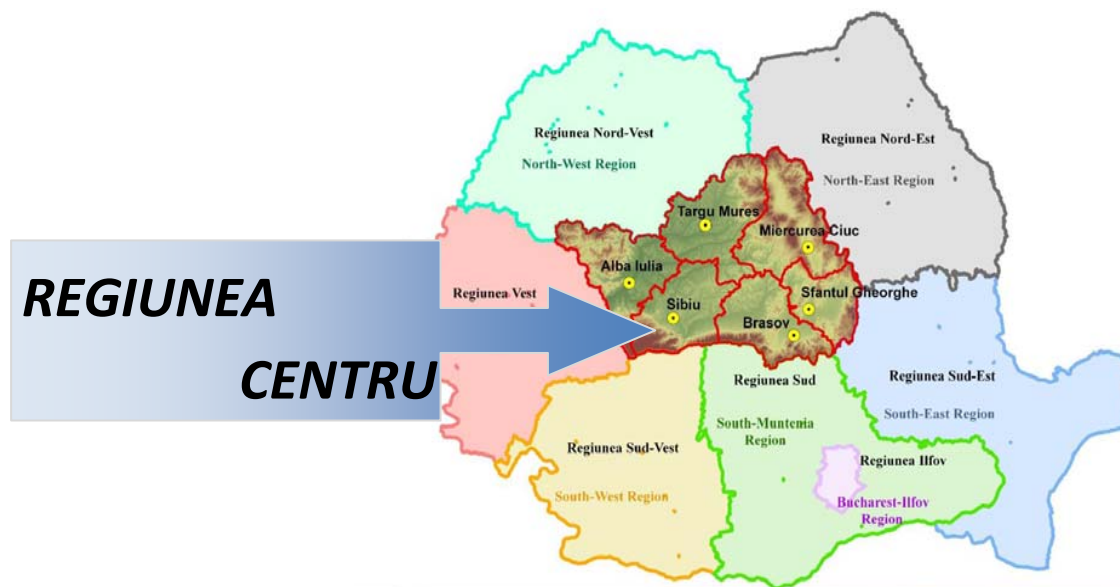 Regiunea Nord-Vest
North-West Region
Regiunea Nord-Est
North-East Region
Targu Mures
Miercurea Ciuc
Alba Iulia
Sfantul Gheorghe
Sibiu
Brasov
REGIUNEA
CENTRU
Regiunea Vest
Regiunea Sud
South-Muntenia
Region
Regiunea Sud-Est
South-East Region
Regiunea Sud-Vest
South-West Region
Regiunea Ilfov
Bucharest-Ilfov
Region